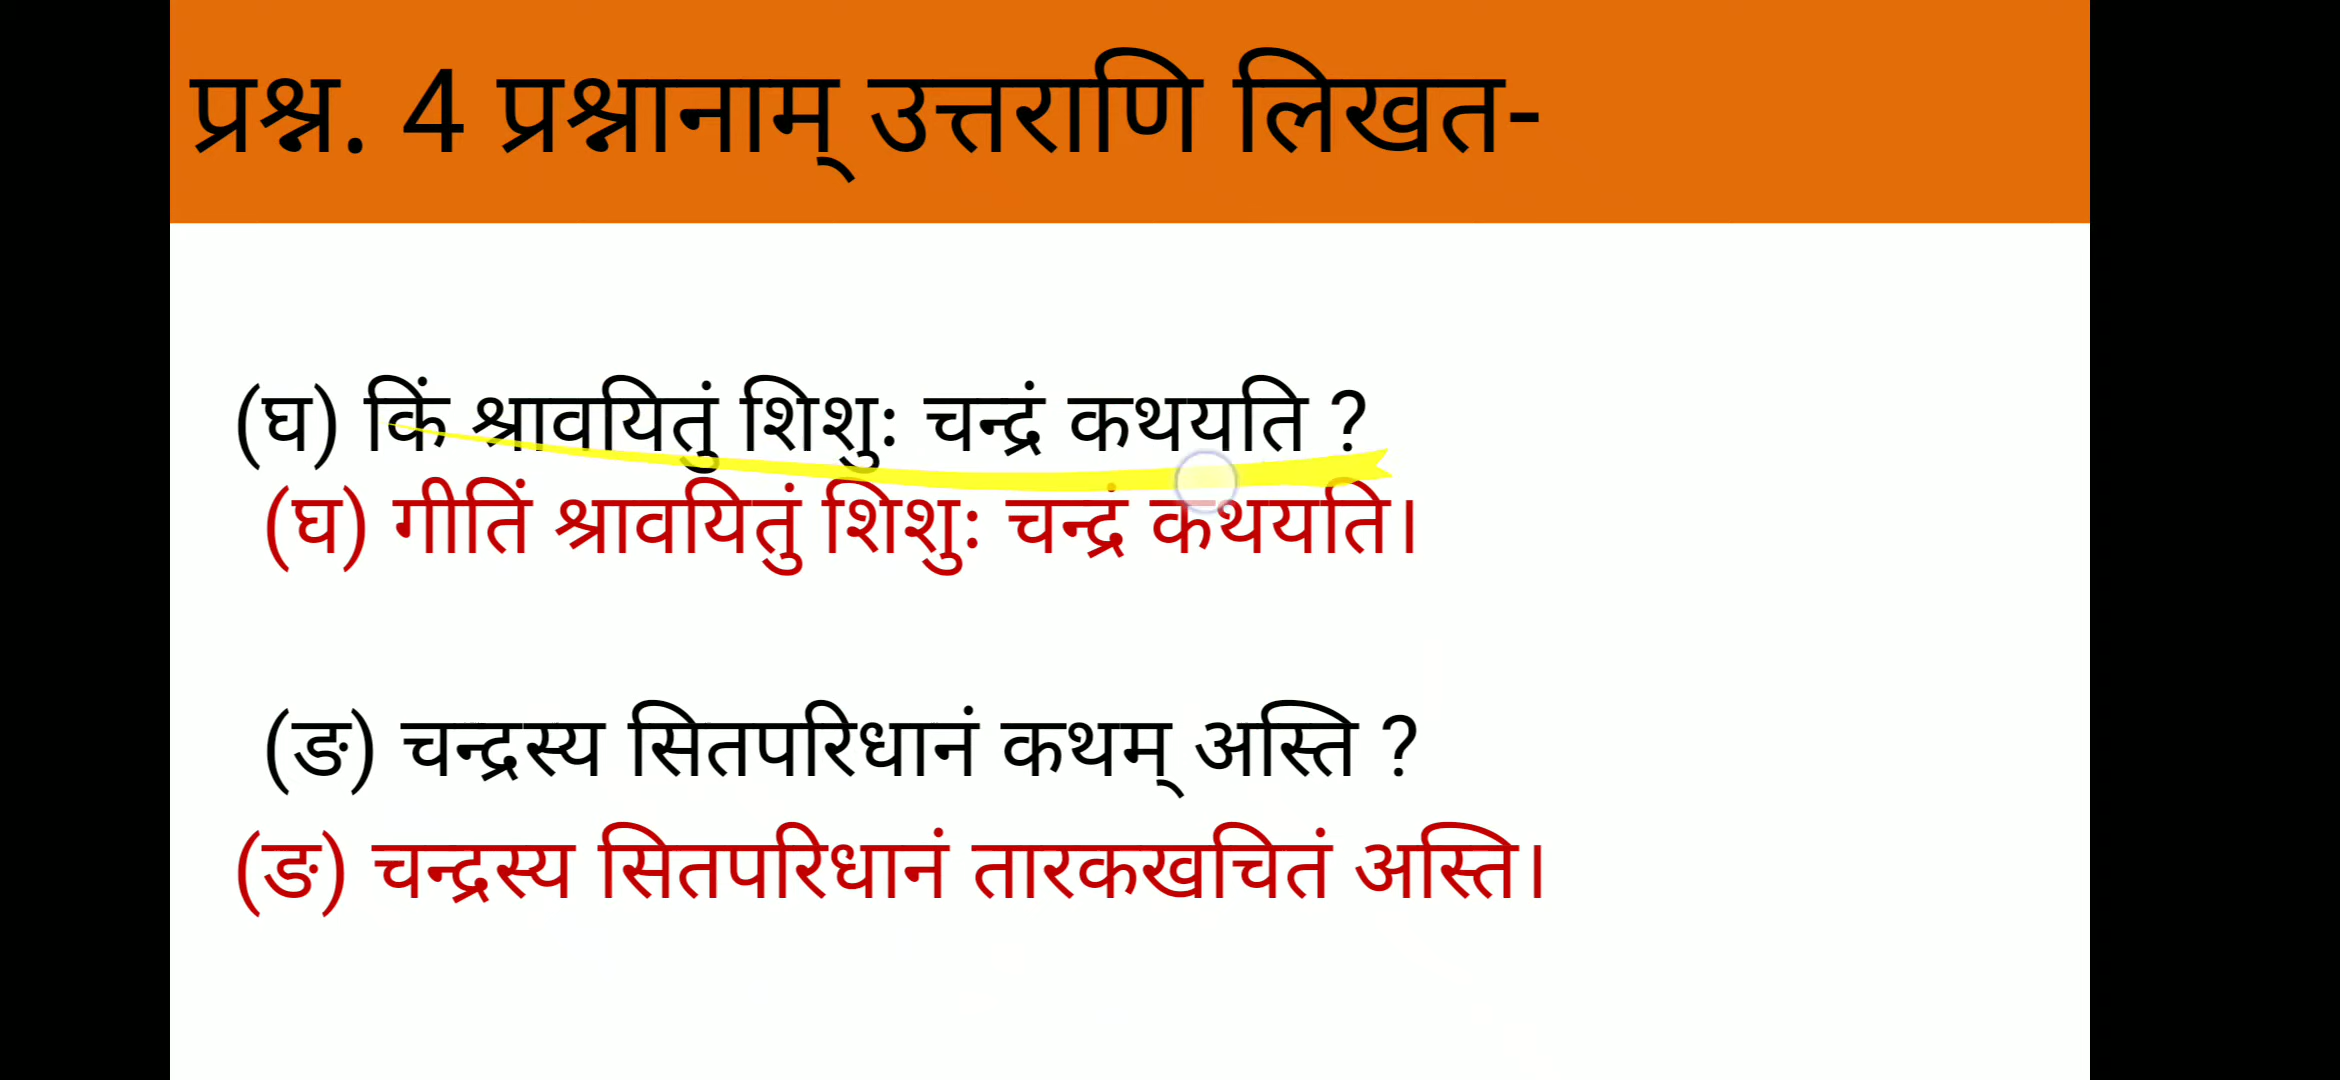 प्रश्न. 4 प्रश्नानाम् उत्तराणि लिखत-
(घ) किं श्रावयितुं शिशुः चन्द्रं कथयति ?
(घ) गीतिं श्रावयितुं शिशुः चन्द्रं कथयति।
(ङ) चन्द्रस्य सितपरिधानं कथम् अस्ति ?
(ङ) चन्द्रस्य सितपरिधानं तारकखचितं अस्ति।